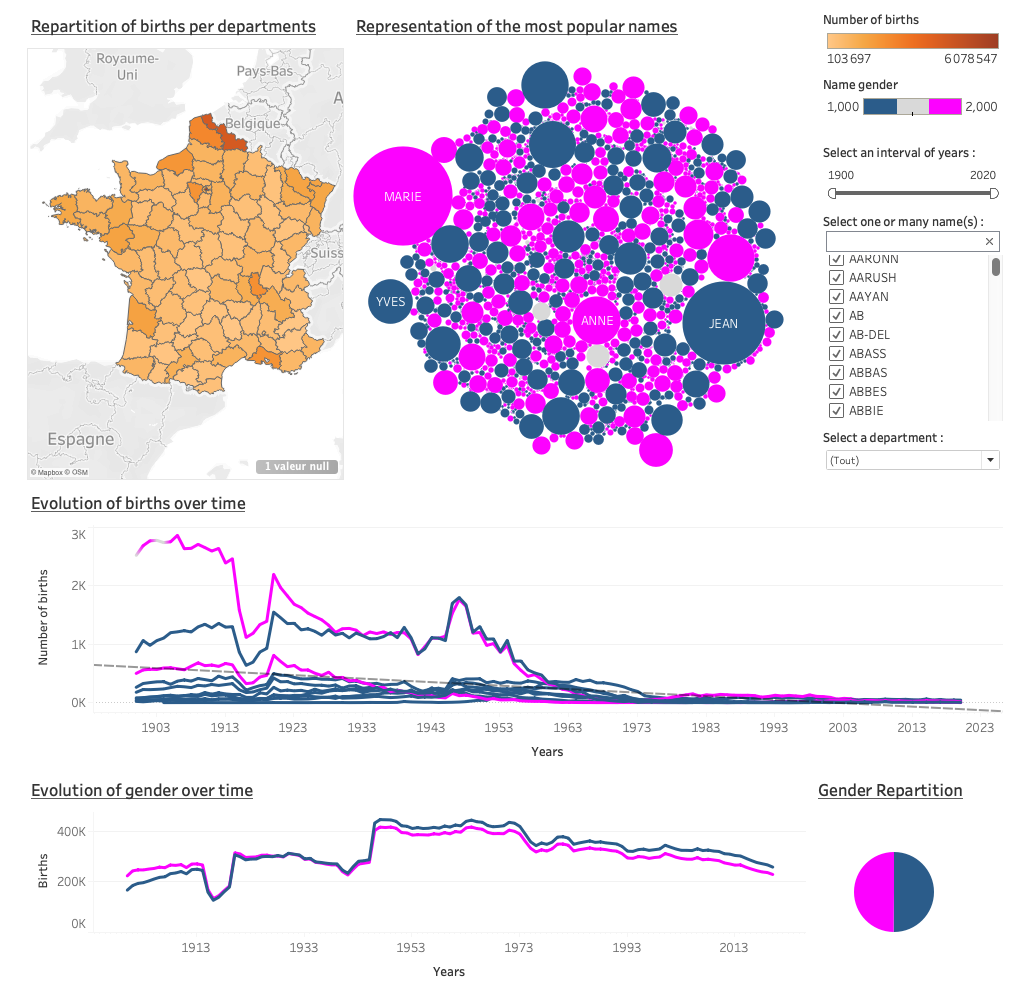 Repartition of births per departments
Royaume-
Uni
Pays-Bas
A
Belgique
Suiss
Espagne
© Mapbox © OSM
1 valeur null
Representation of the most popular names
MARIE
YVES
ANNE
JEAN
Number of births
103 697
6 078 547
Name gender
1,000
2,000
Select an interval of years :
1900
2020
Select one or many name(s) :
AARONN
AARUSH
AAYAN
AB
AB-DEL
ABASS
ABBAS
ABBES
ABBIE
Select a department :
(Tout)
Evolution of births over time
Number of births
3K
2K
1K
0K
1903
1913
1923
1933
1943
1953
1963
1973
1983
1993
2003
2013
2023
Years
Evolution of gender over time
Births
400K
200K
0K
1913
1933
1953
1973
1993
2013
Years
Gender Repartition